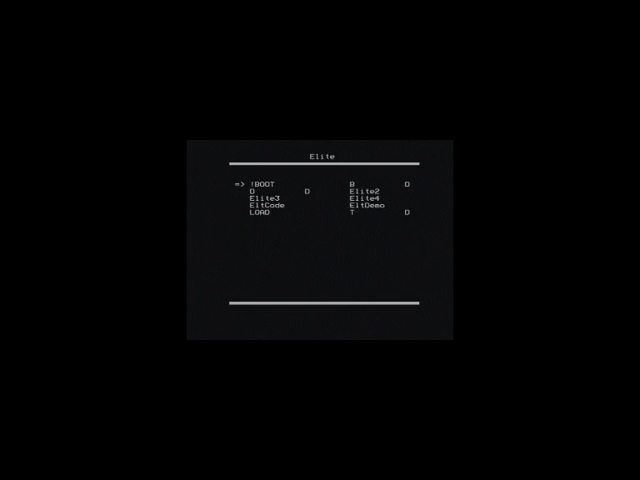 Elite
=> !BOOT B D
D D Elite2
Elite3 Elite4
EltCode EltDemo
LOAD T D